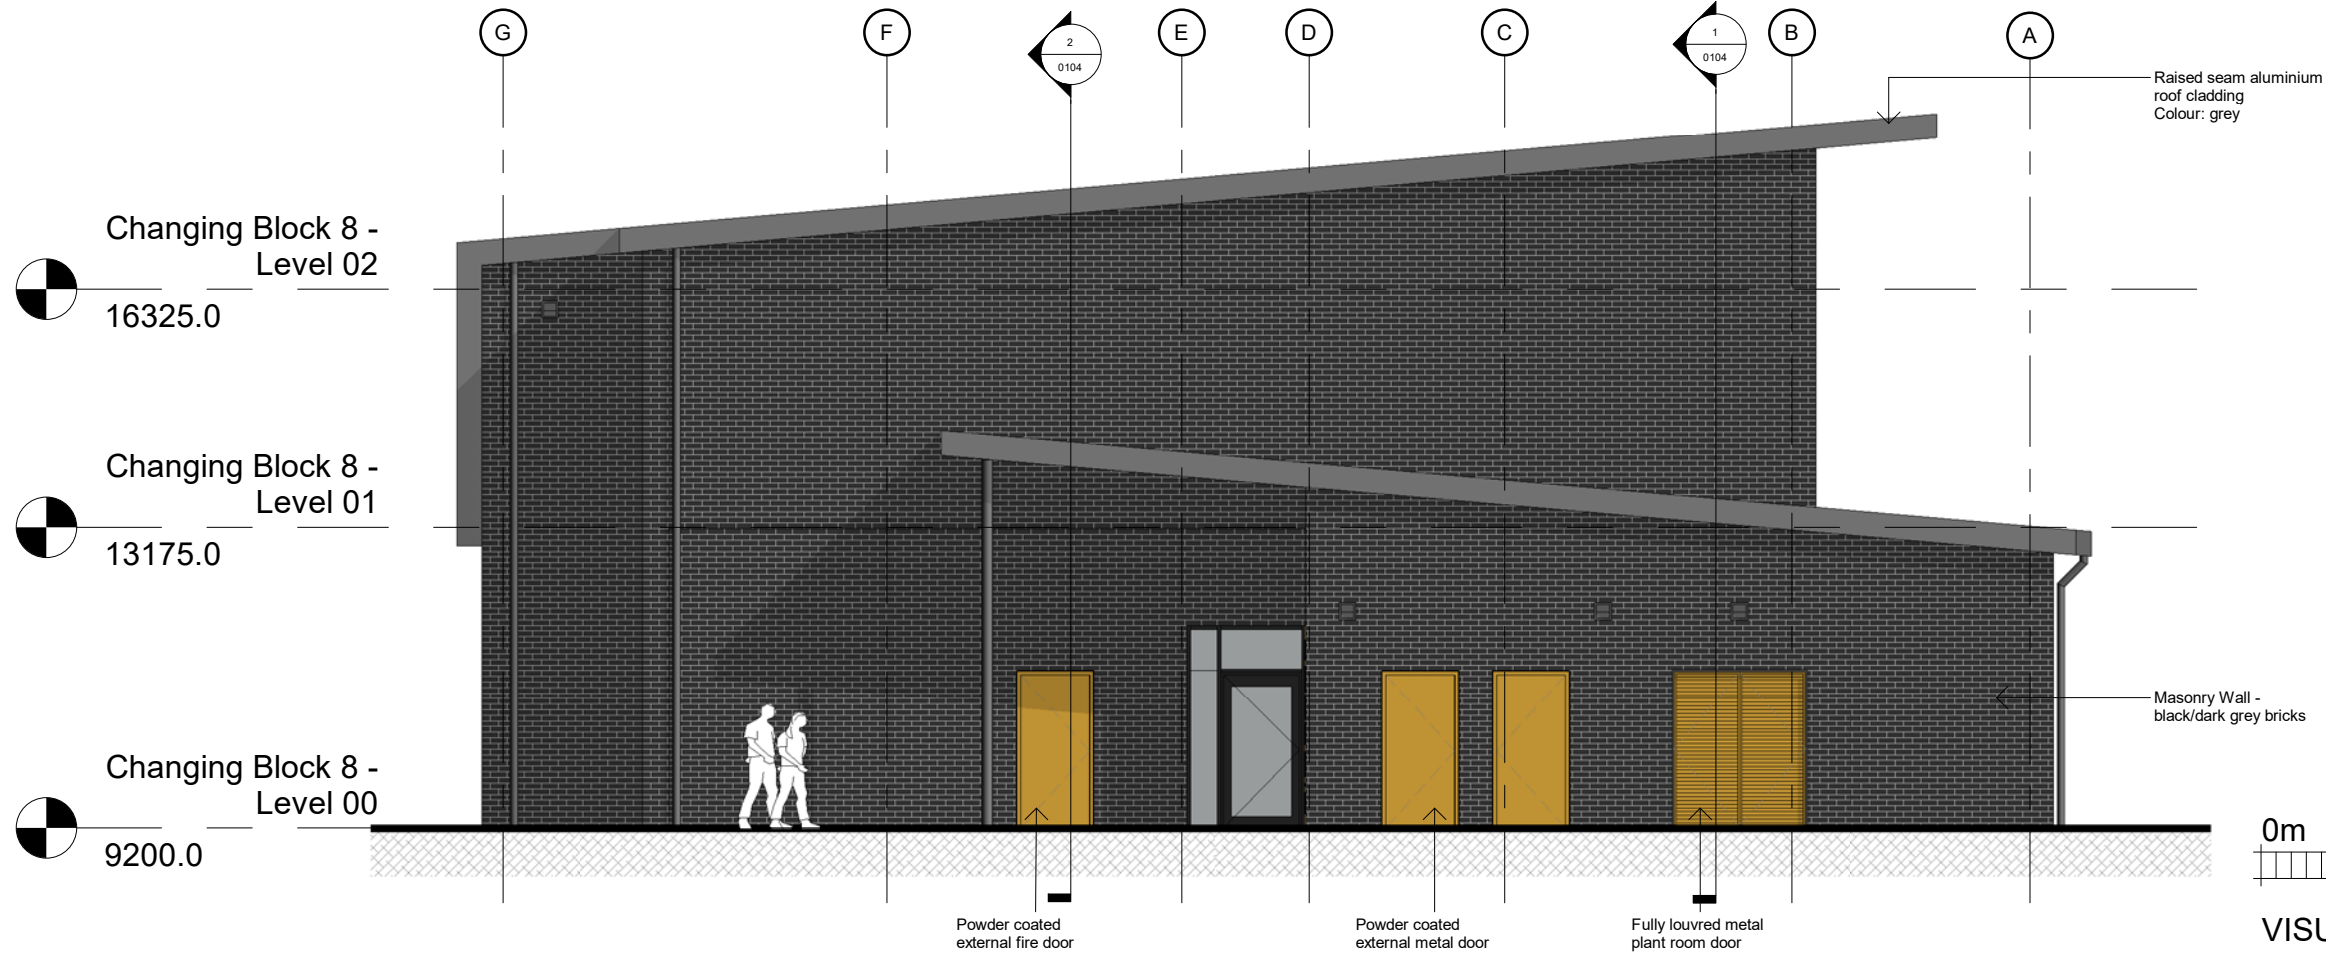 G
F
2
0104
E
D
C
1
0104
B
A
Raised seam aluminium
roof cladding
Colour: grey
Changing Block 8 -
Level 02
16325.0
Changing Block 8 -
Level 01
13175.0
Masonry Wall -
black/dark grey bricks
Changing Block 8 -
Level 00
9200.0
0m
Powder coated
external fire door
Powder coated
external metal door
Fully louvred metal
plant room door
VISU